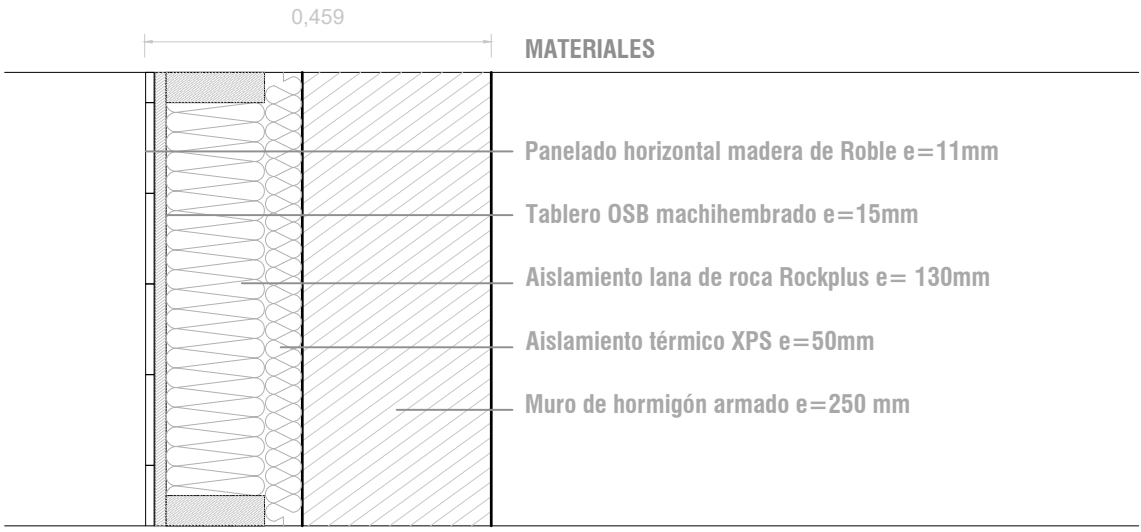 0,459
MATERIALES
Panelado horizontal madera de Roble e=11mm
Tablero OSB machihembrado e=15mm
Aislamiento lana de roca Rockplus e= 130mm
Aislamiento térmico XPS e=50mm
Muro de hormigón armado e=250 mm